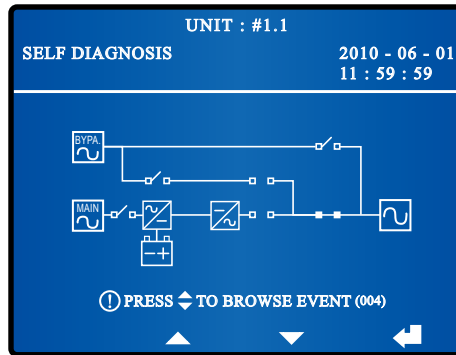 UNIT : #1.1
SELF DIAGNOSIS
2010 - 06 - 01
11 : 59 : 59
BYPA.
MAIN
PRESS TO BROWSE EVENT (004)